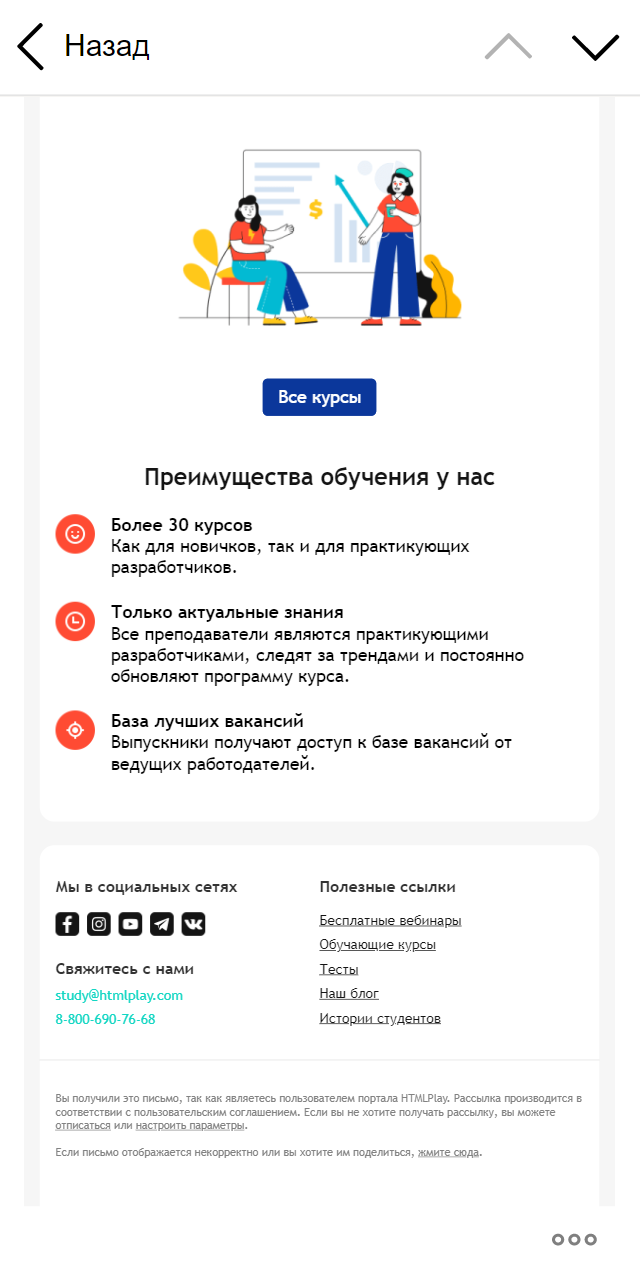 Назад
$
Все курсы
Преимущества обучения у нас
Более 30 курсов
Как для новичков, так и для практикующих
разработчиков.
Только актуальные знания
Все преподаватели являются практикующими
разработчиками, следят за трендами и постоянно
обновляют программу курса.
База лучших вакансий
Выпускники получают доступ к базе вакансий от
ведущих работодателей.
Мы в социальных сетях
Свяжитесь с нами
study@htmlplay.com
8-800-690-76-68
Полезные ссылки
Бесплатные вебинары
Обучающие курсы
Тесты
Наш блог
Истории студентов
Вы получили это письмо, так как являетесь пользователем портала HTMLPlay. Рассылка производится в
соответствии с пользовательским соглашением. Если вы не хотите получать рассылку, вы можете
отписаться или настроить параметры.
Если письмо отображается некорректно или вы хотите им поделиться, жмите сюда.